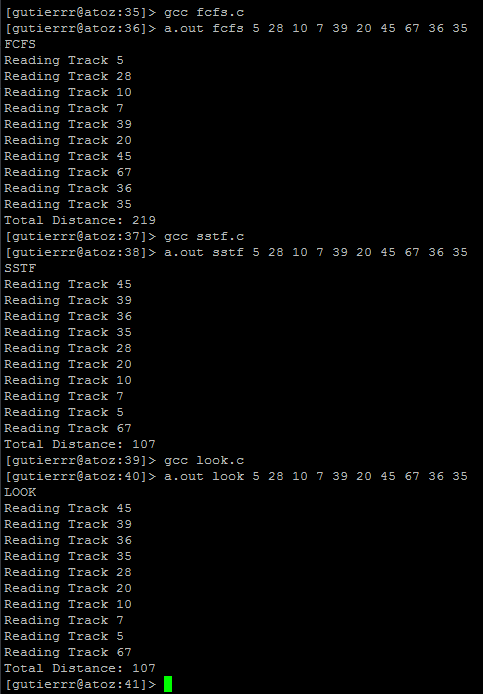 [gutierrr@atoz:35]> gcc fcfs.c
[gutierrr@atoz:36]> a.out fcfs 5 28 10 7 39 20 45 67 36 35
FCFS
Reading Track 5
Reading Track 28
Reading Track 10
Reading Track 7
Reading Track 39
Reading Track 20
Reading Track 45
Reading Track 67
Reading Track 36
Reading Track 35
Total Distance: 219
[gutierrr@atoz:37]> gcc sstf.c
[gutierrr@atoz:38]> a.out sstf 5 28 10 7 39 20 45 67 36 35
SSTF
Reading Track 45
Reading Track 39
Reading Track 36
Reading Track 35
Reading Track 28
Reading Track 20
Reading Track 10
Reading Track 7
Reading Track 5
Reading Track 67
Total Distance: 107
[gutierrr@atoz:39]> gcc look.c
[gutierrr@atoz:40]> a.out look 5 28 10 7 39 20 45 67 36 35
LOOK
Reading Track 45
Reading Track 39
Reading Track 36
Reading Track 35
Reading Track 28
Reading Track 20
Reading Track 10
Reading Track 7
Reading Track 5
Reading Track 67
Total Distance: 107
[gutierrr@atoz:41]>